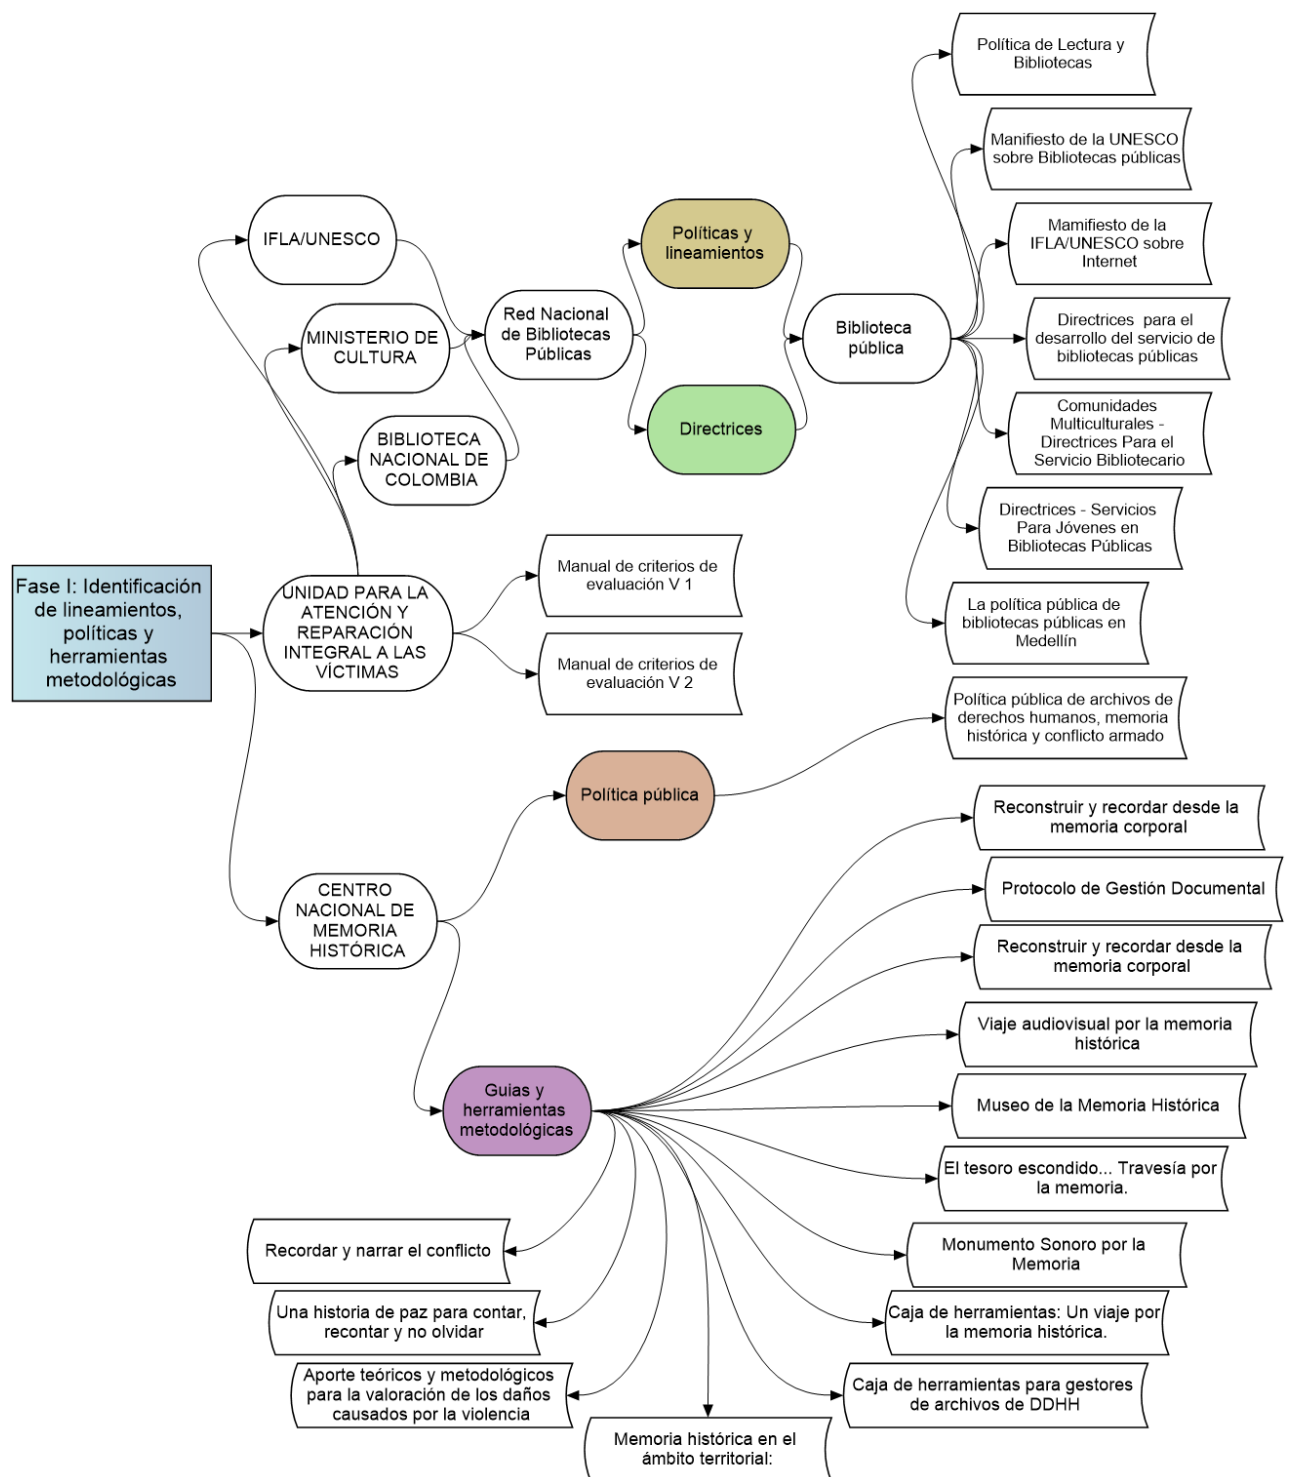 Política de Lectura y
Bibliotecas
Manifiesto de la UNESCO
sobre Bibliotecas públicas
IFLA/UNESCO
Políticas y
lineamientos
Mamifiesto de la
IFLA/UNESCO sobre
Internet
MINISTERIO DE
CULTURA
Red Nacional
de Bibliotecas
Públicas
Biblioteca
pública
Directrices para el
desarrollo del servicio de
bibliotecas públicas
BIBLIOTECA
NACIONAL DE
COLOMBIA
Directrices
Comunidades
Multiculturales -
Directrices Para el
Servicio Bibliotecario
Directrices - Servicios
Para Jóvenes en
Bibliotecas Públicas
Fase I: Identificación
de lineamientos,
políticas y
herramientas
metodológicas
UNIDAD PARA LA
ATENCIÓN Y
REPARACIÓN
INTEGRAL A LAS
VÍCTIMAS
Manual de criterios de
evaluación V 1
Manual de criterios de
evaluación V 2
La política pública de
bibliotecas públicas en
Medellín
Política pública de archivos de
derechos humanos, memoria
histórica y conflicto armado
Política pública
Reconstruir y recordar desde la
memoria corporal
CENTRO
NACIONAL DE
MEMORIA
HISTÓRICA
Protocolo de Gestión Documental
Reconstruir y recordar desde la
memoria corporal
Viaje audiovisual por la memoria
histórica
Guias y
herramientas
metodológicas
Museo de la Memoria Histórica
El tesoro escondido... Travesía por
la memoria.
Recordar y narrar el conflicto
Monumento Sonoro por la
Memoria
Una historia de paz para contar,
recontar y no olvidar
Caja de herramientas: Un viaje por
la memoria histórica.
Aporte teóricos y metodológicos
para la valoración de los daños
causados por la violencia
Caja de herramientas para gestores
de archivos de DDHH
Memoria histórica en el
ámbito territorial: